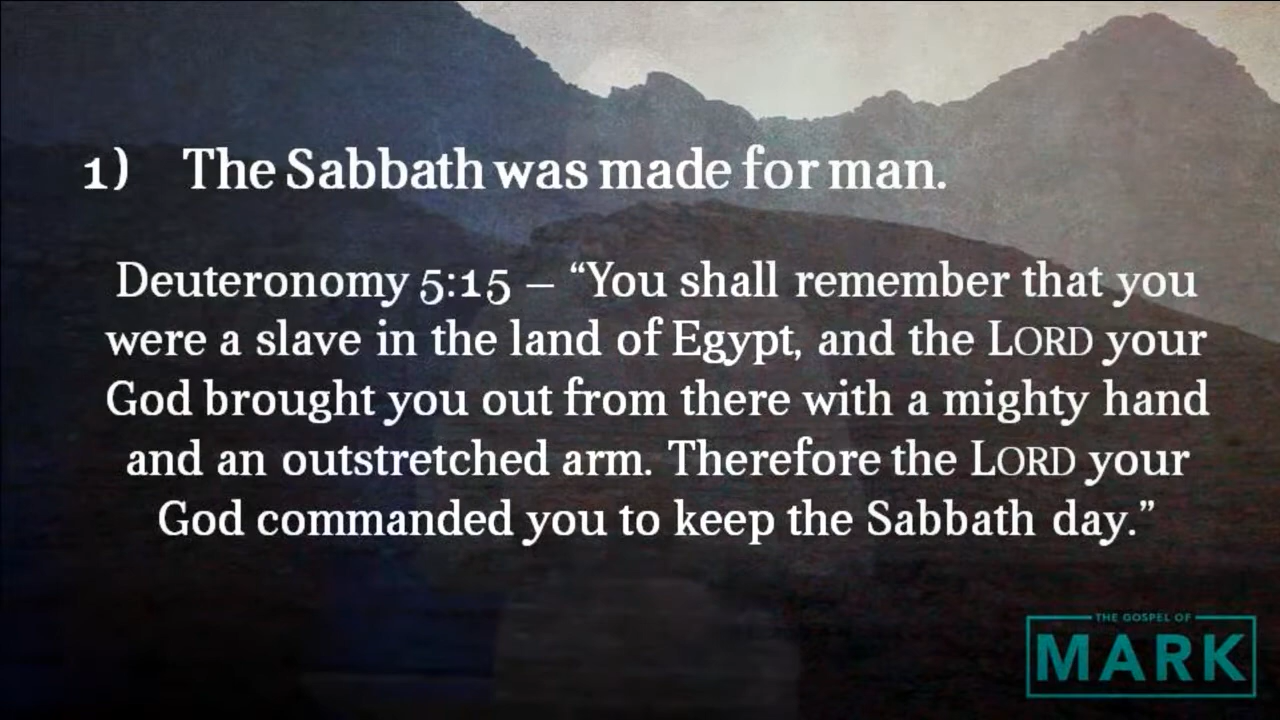 1) The Sabbath was made for man.
Deuteronomy 5:15 – “You shall remember that you
were a slave in the land of Egypt, and the LORD your
God brought you out from there with a mighty hand
and an outstretched arm. Therefore the LORD your
God commanded you to keep the Sabbath day.”
THE GOSPEL OF
MARK